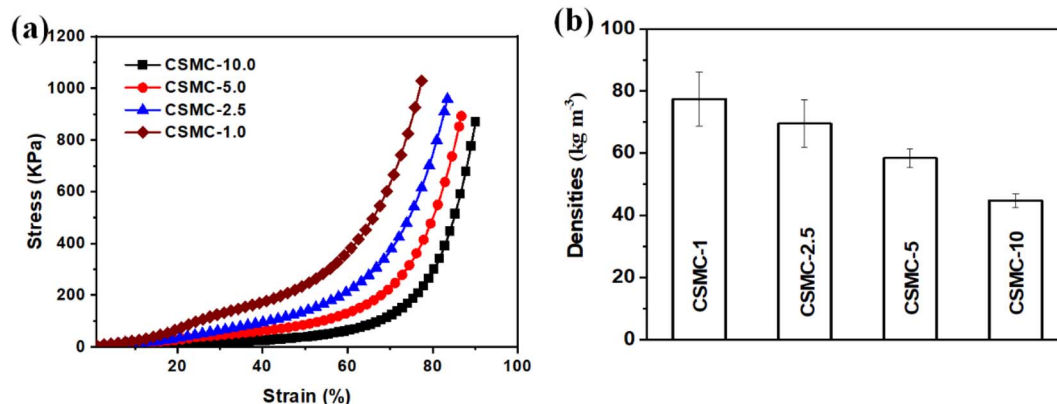 (a)
1200
1000
800
600
400
200
0
Stress (KPa)
CSMC-10.0
CSMC-5.0
CSMC-2.5
CSMC-1.0
20 40 60 80 100
Strain (%)
(b)
100
80
60
40
20
0
Densities (kg m⁻³)
CSMC-1
CSMC-2.5
CSMC-5
CSMC-10